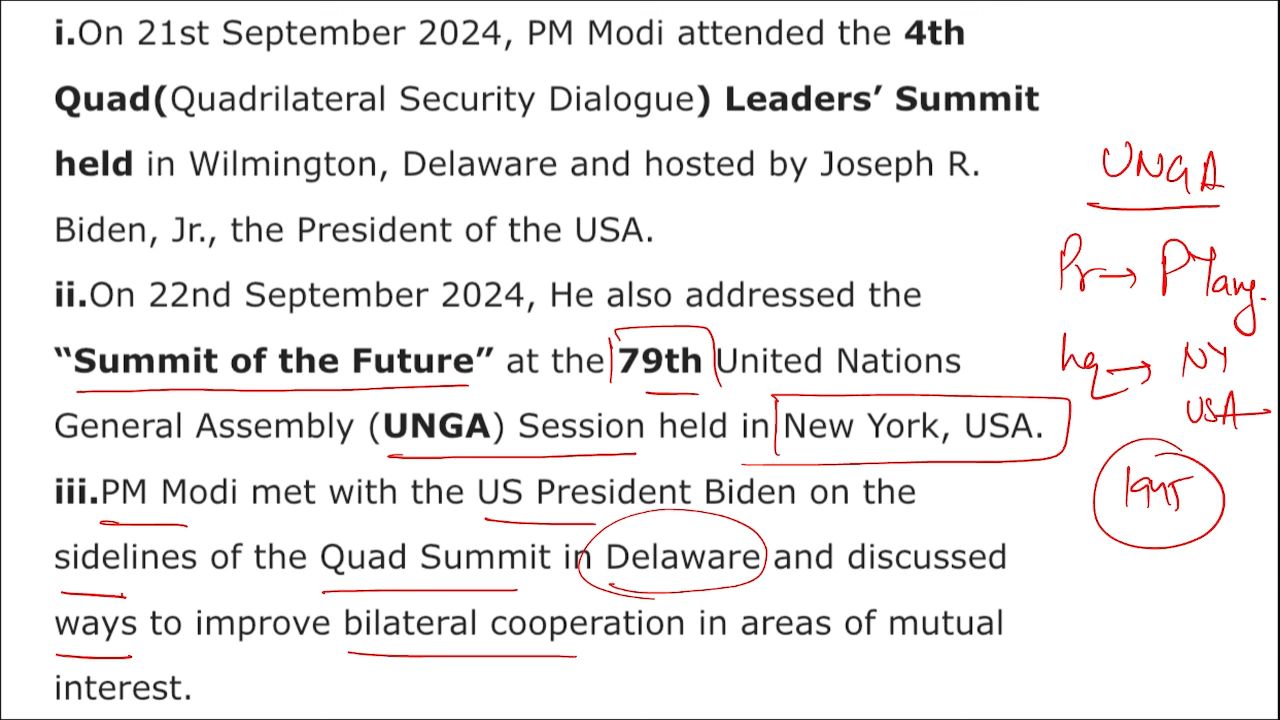 i.On 21st September 2024, PM Modi attended the 4th
Quad(Quadrilateral Security Dialogue) Leaders’ Summit
held in Wilmington, Delaware and hosted by Joseph R.
Biden, Jr., the President of the USA.
ii.On 22nd September 2024, He also addressed the
“Summit of the Future” at the 79th United Nations
General Assembly (UNGA) Session held in New York, USA.
iii.PM Modi met with the US President Biden on the
sidelines of the Quad Summit in Delaware and discussed
ways to improve bilateral cooperation in areas of mutual
interest.
UNGA
Pr→ PYang.
hq→ NY
USA
1945